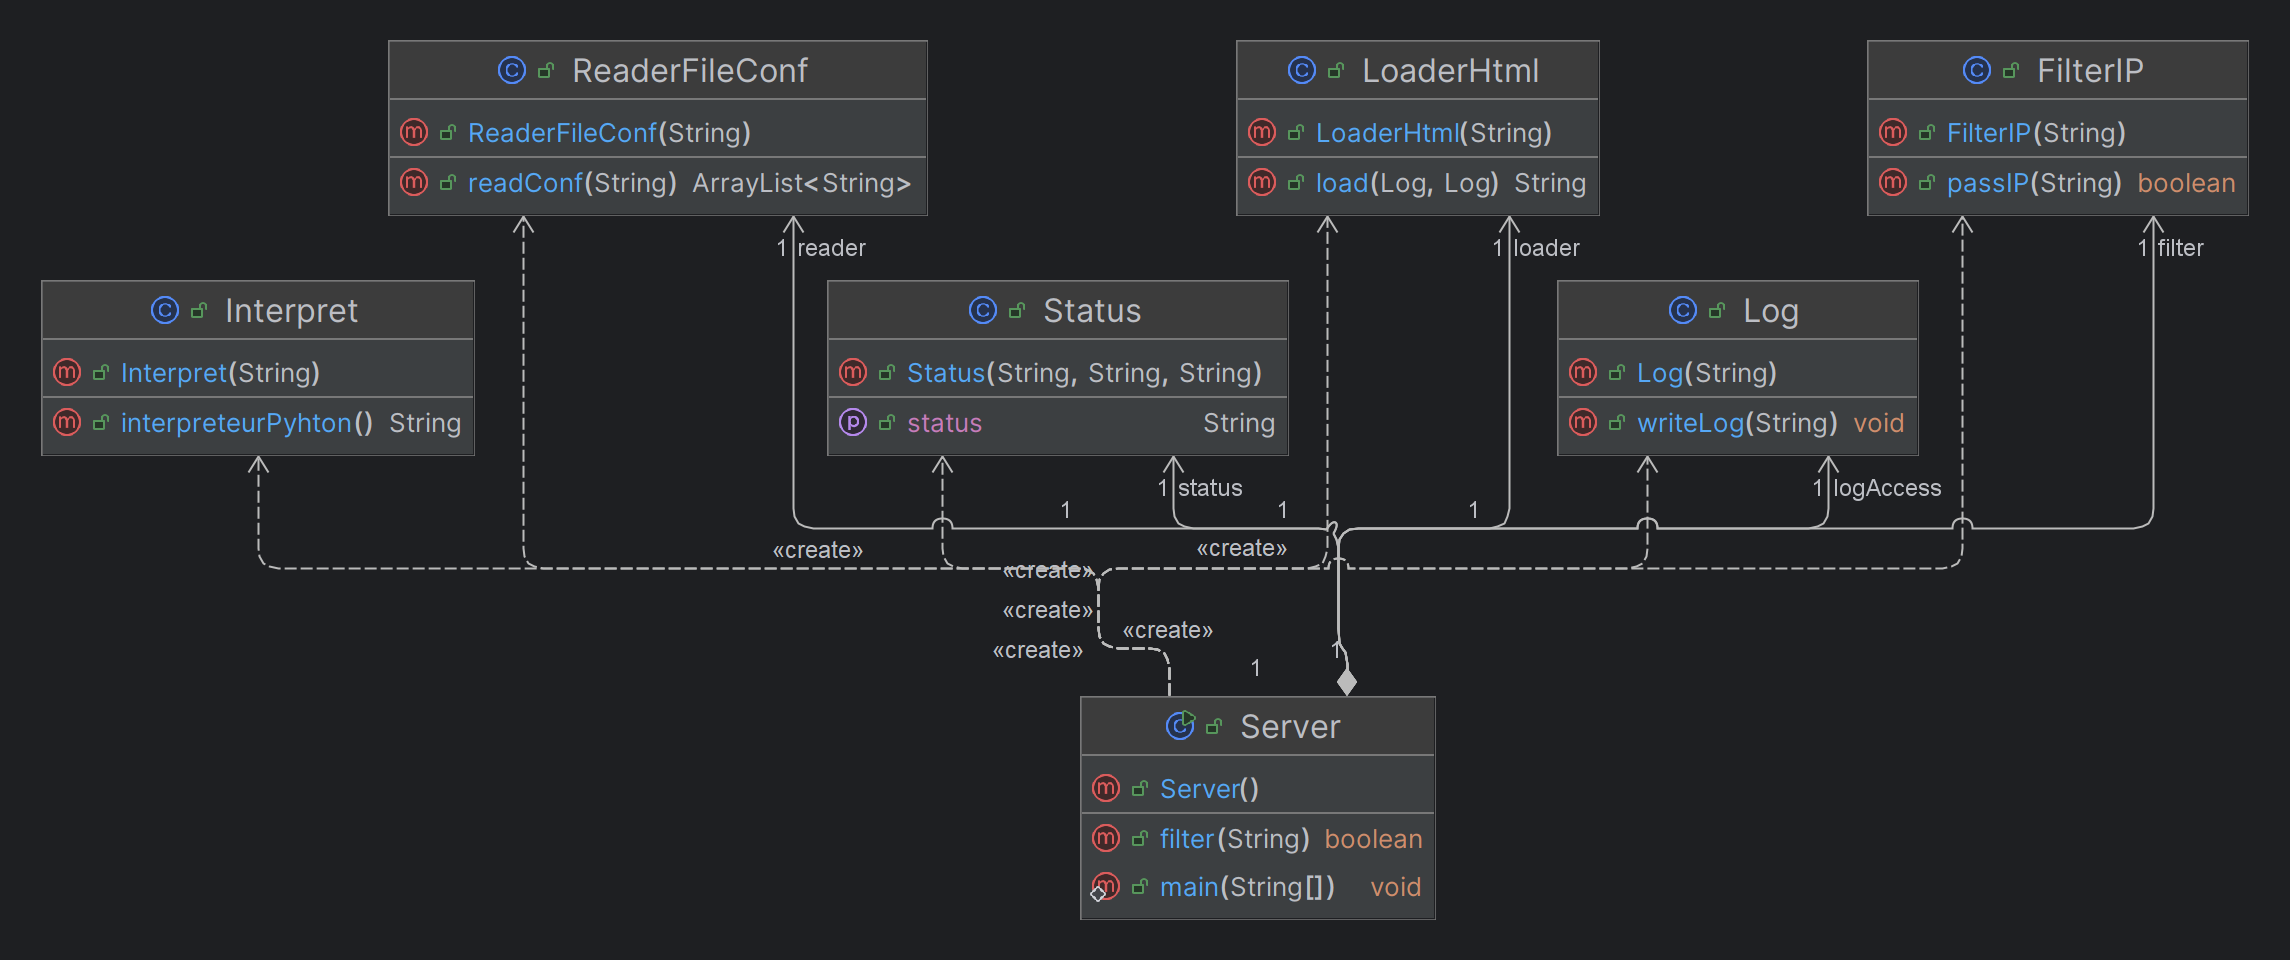 ReaderFileConf
ReaderFileConf(String)
readConf(String) ArrayList<String>
LoaderHtml
LoaderHtml(String)
load(Log, Log) String
FilterIP
FilterIP(String)
passIP(String) boolean
1 reader
1 loader
1 filter
Interpret
Interpret(String)
interpreteurPyhton() String
Status
Status(String, String, String)
status String
Log
Log(String)
writeLog(String) void
1 status
1 logAccess
1
1
1
«create»
«create»
«create»
«create»
«create»
«create»
1
1
Server
Server()
filter(String) boolean
main(String[]) void